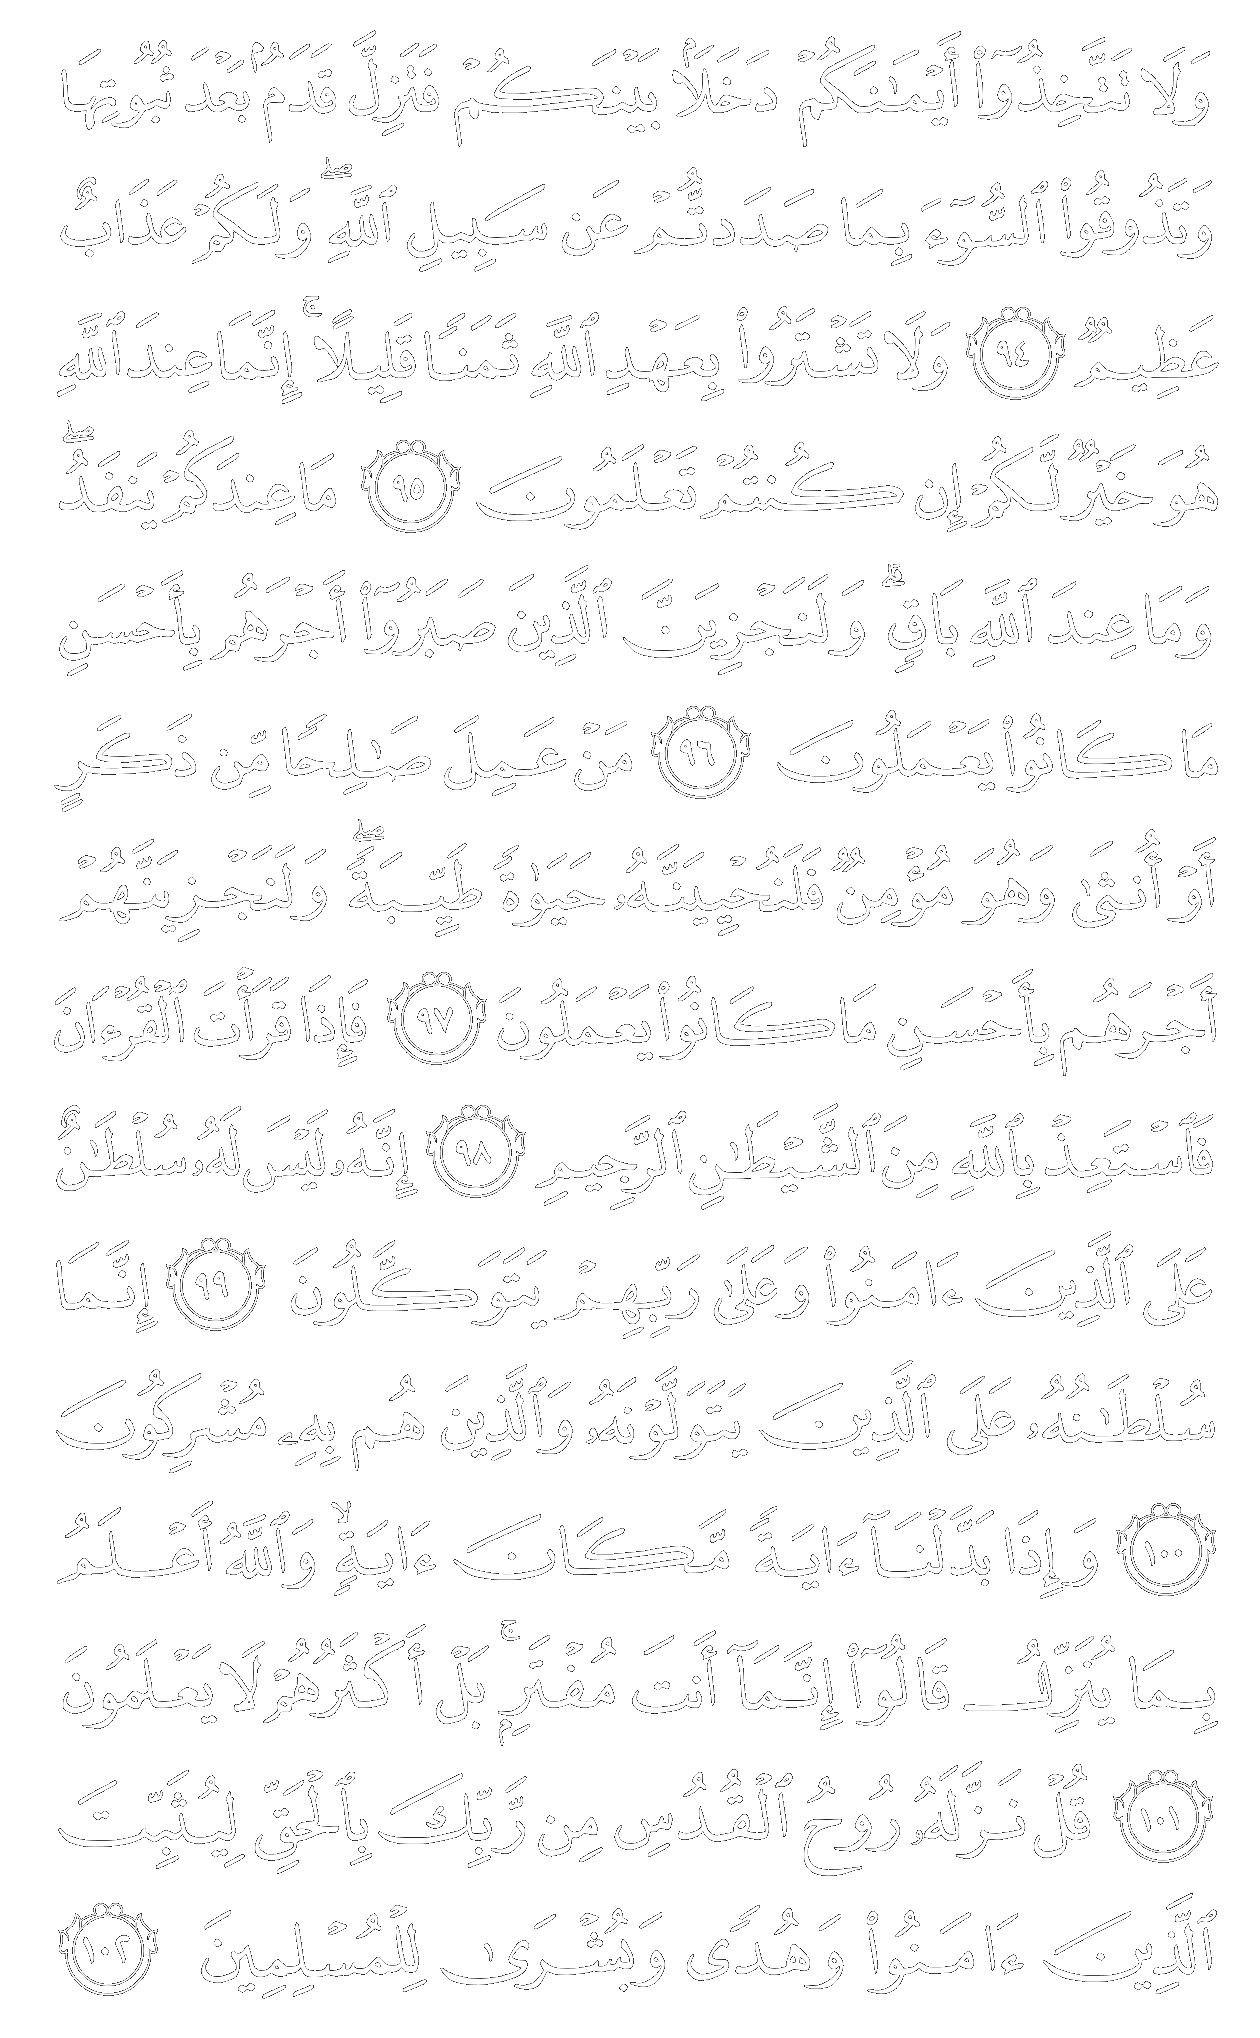 وَلَا تَتَّخِذُوٓا۟ أَيْمَـٰنَكُمْ دَخَلًۢا بَيْنَكُمْ فَتَزِلَّ قَدَمٌۢ بَعْدَ ثُبُوتِهَا
وَتَذُوقُوا۟ ٱلسُّوٓءَ بِمَا صَدَدتُّمْ عَن سَبِيلِ ٱللَّهِ ۖ وَلَكُمْ عَذَابٌ
عَظِيمٌ ٩٤ وَلَا تَشْتَرُوا۟ بِعَهْدِ ٱللَّهِ ثَمَنًا قَلِيلًا ۚ إِنَّمَا عِندَ ٱللَّهِ
هُوَ خَيْرٌ لَّكُمْ إِن كُنتُمْ تَعْلَمُونَ ٩٥ مَا عِندَكُمْ يَنفَدُ ۖ
وَمَا عِندَ ٱللَّهِ بَاقٍ ۗ وَلَنَجْزِيَنَّ ٱلَّذِينَ صَبَرُوٓا۟ أَجْرَهُم بِأَحْسَنِ
مَا كَانُوا۟ يَعْمَلُونَ ٩٦ مَنْ عَمِلَ صَـٰلِحًا مِّن ذَكَرٍ
أَوْ أُنثَىٰ وَهُوَ مُؤْمِنٌ فَلَنُحْيِيَنَّهُۥ حَيَوٰةً طَيِّبَةً ۖ وَلَنَجْزِيَنَّهُمْ
أَجْرَهُم بِأَحْسَنِ مَا كَانُوا۟ يَعْمَلُونَ ٩٧ فَإِذَا قَرَأْتَ ٱلْقُرْءَانَ
فَٱسْتَعِذْ بِٱللَّهِ مِنَ ٱلشَّيْطَـٰنِ ٱلرَّجِيمِ ٩٨ إِنَّهُۥ لَيْسَ لَهُۥ سُلْطَـٰنٌ
عَلَى ٱلَّذِينَ ءَامَنُوا۟ وَعَلَىٰ رَبِّهِمْ يَتَوَكَّلُونَ ٩٩ إِنَّمَا
سُلْطَـٰنُهُۥ عَلَى ٱلَّذِينَ يَتَوَلَّوْنَهُۥ وَٱلَّذِينَ هُم بِهِۦ مُشْرِكُونَ
١٠٠ وَإِذَا بَدَّلْنَآ ءَايَةً مَّكَانَ ءَايَةٍ ۙ وَٱللَّهُ أَعْلَمُ
بِمَا يُنَزِّلُ قَالُوٓا۟ إِنَّمَآ أَنتَ مُفْتَرٍۭ ۚ بَلْ أَكْثَرُهُمْ لَا يَعْلَمُونَ
١٠١ قُلْ نَزَّلَهُۥ رُوحُ ٱلْقُدُسِ مِن رَّبِّكَ بِٱلْحَقِّ لِيُثَبِّتَ
ٱلَّذِينَ ءَامَنُوا۟ وَهُدًى وَبُشْرَىٰ لِلْمُسْلِمِينَ ١٠٢